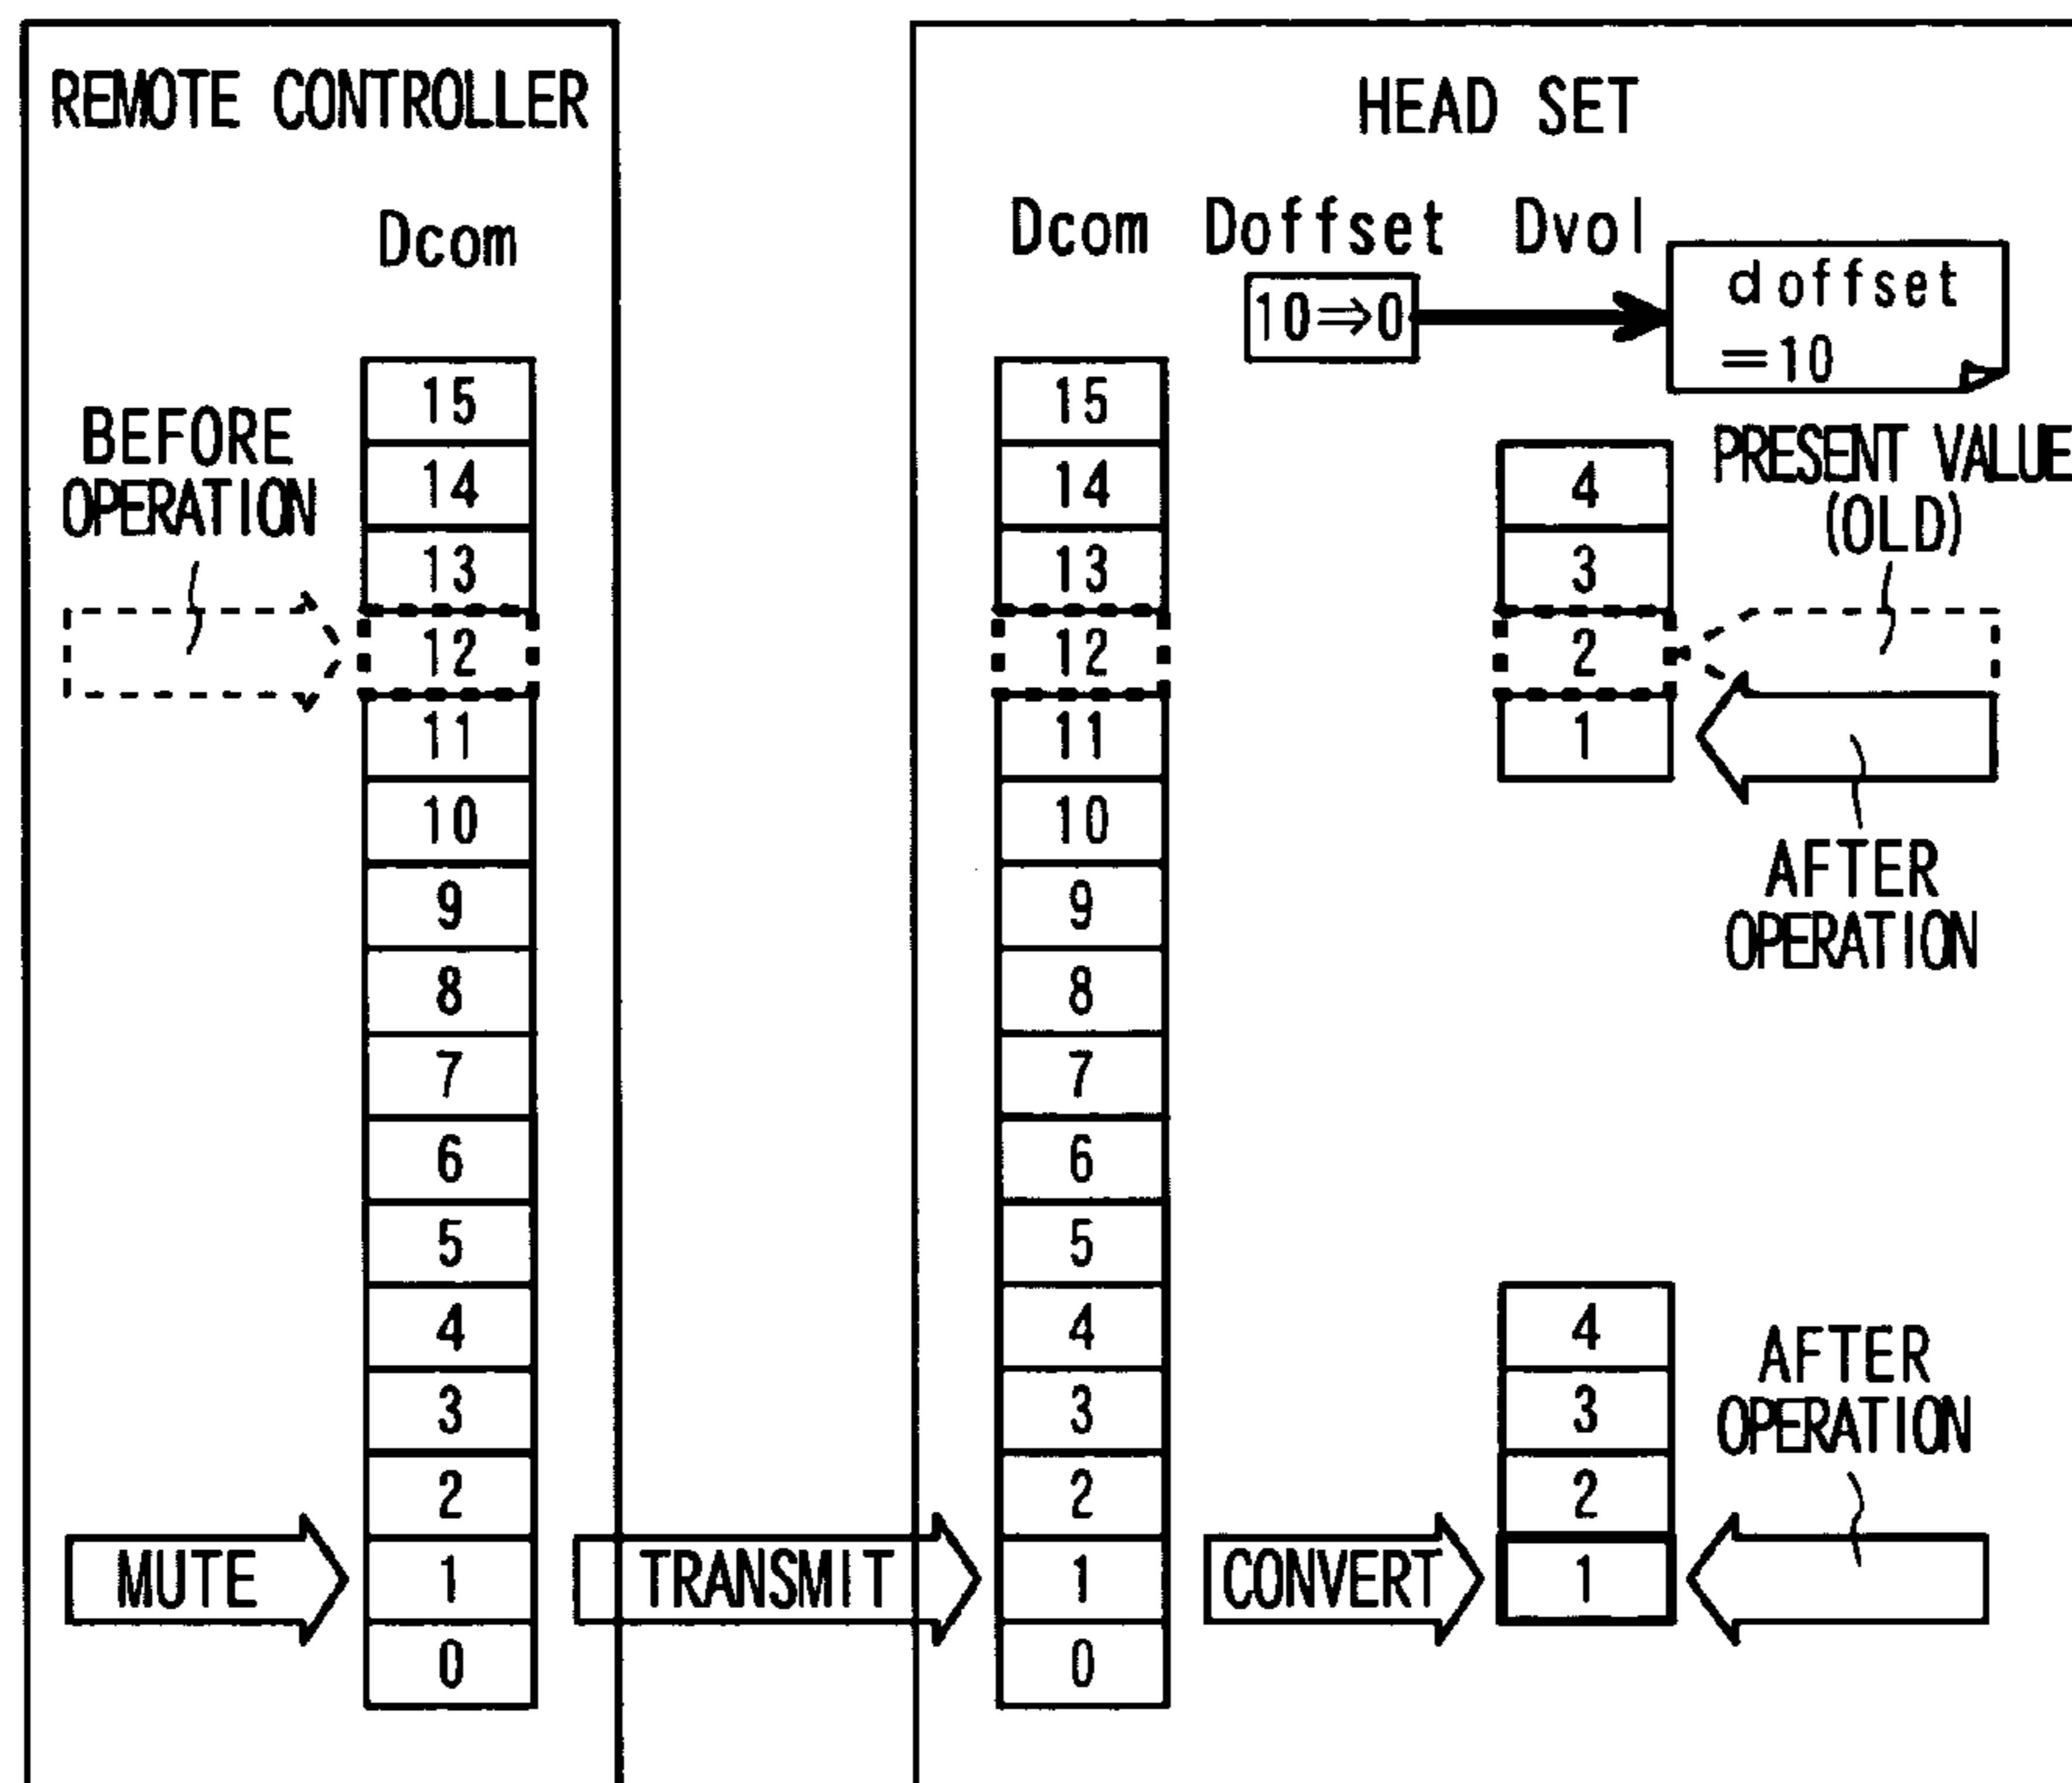 REMOTE CONTROLLER
HEAD SET
Dcom
Dcom Doffset Dvol
10⇒0
doffset
=10
BEFORE
OPERATION
15
14
13
12
11
10
9
8
7
6
5
4
3
2
1
0
MUTE
TRANSMIT
15
14
13
12
11
10
9
8
7
6
5
4
3
2
1
0
CONVERT
4
3
2
1
PRESENT VALUE
(OLD)
AFTER
OPERATION
4
3
2
1
AFTER
OPERATION